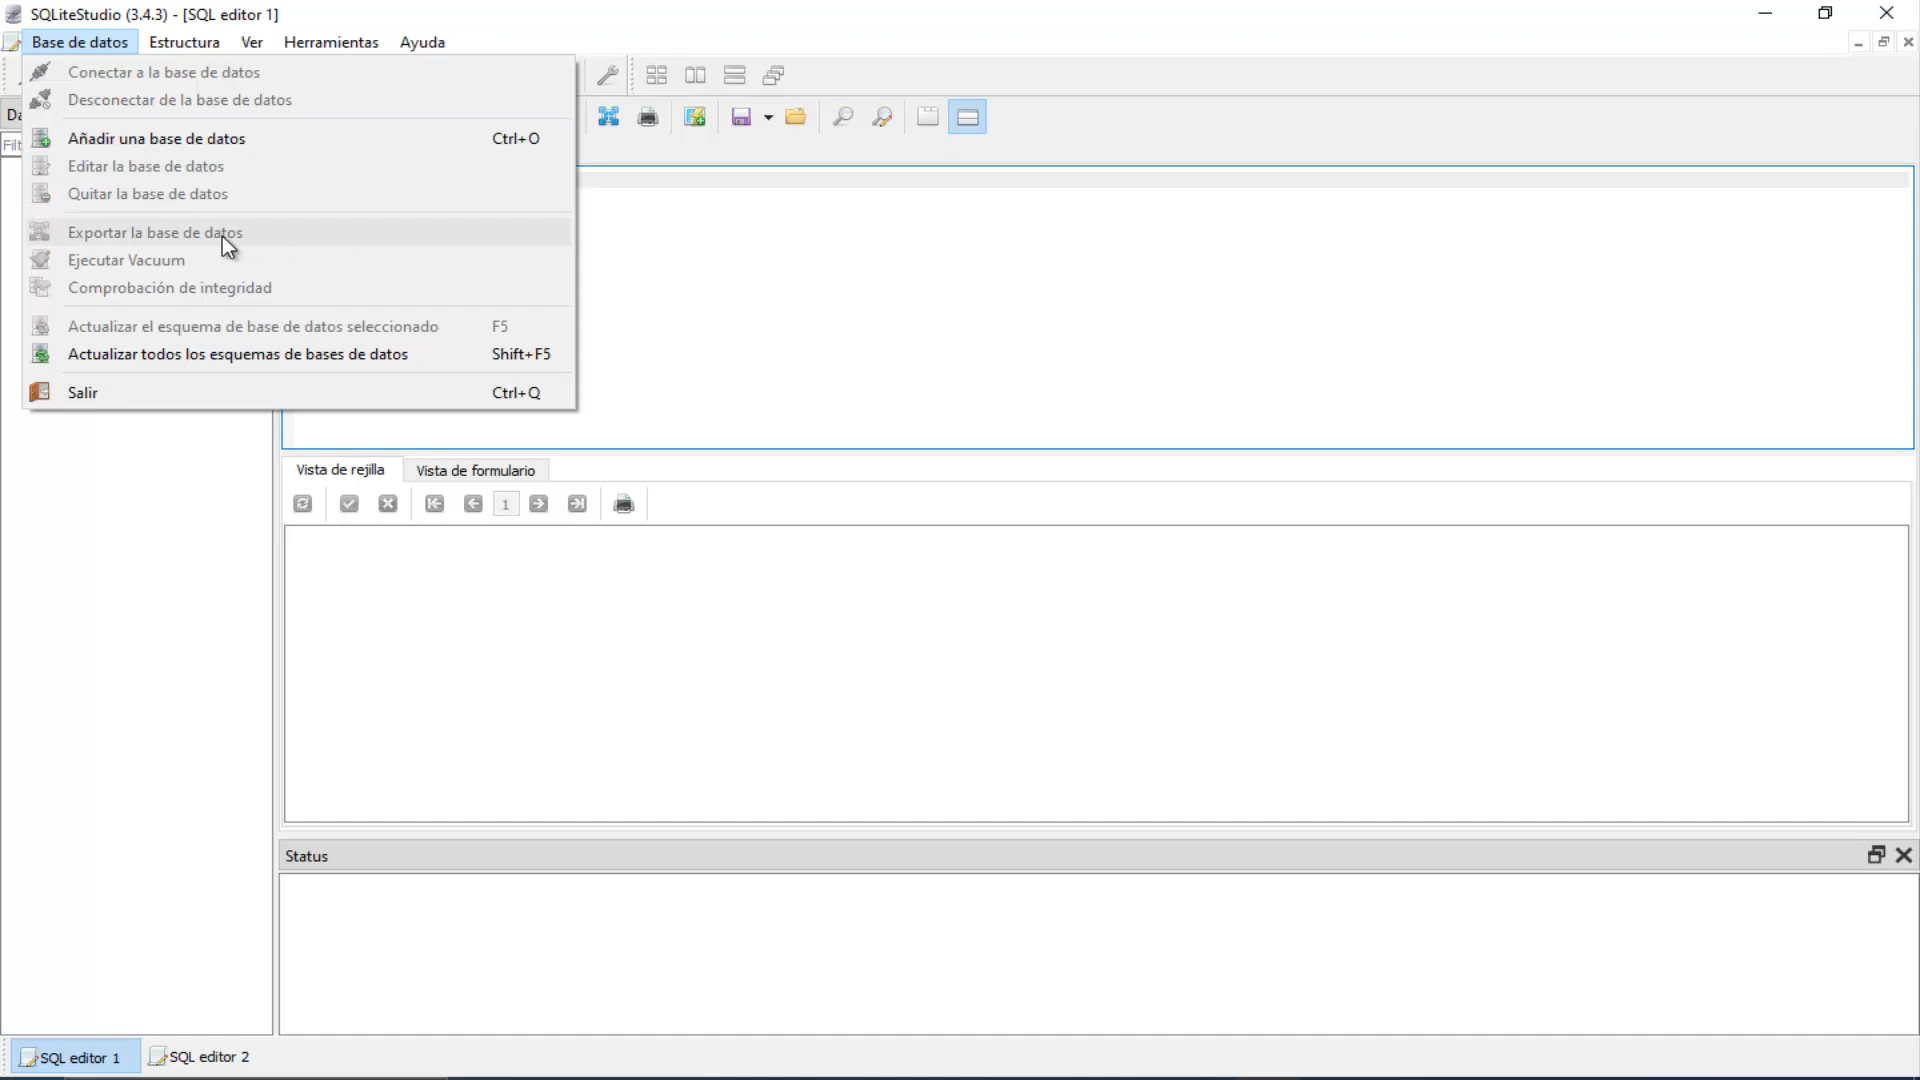 SQLiteStudio (3.4.3) - [SQL editor 1]
Base de datos Estructura Ver Herramientas Ayuda
Conectar a la base de datos
Desconectar de la base de datos
Da
Añadir una base de datos Ctrl+O
Filt
Editar la base de datos
Quitar la base de datos
Exportar la base de datos
Ejecutar Vacuum
Comprobación de integridad
Actualizar el esquema de base de datos seleccionado F5
Actualizar todos los esquemas de bases de datos Shift+F5
Salir Ctrl+Q
Vista de rejilla Vista de formulario
1
Status
SQL editor 1 SQL editor 2